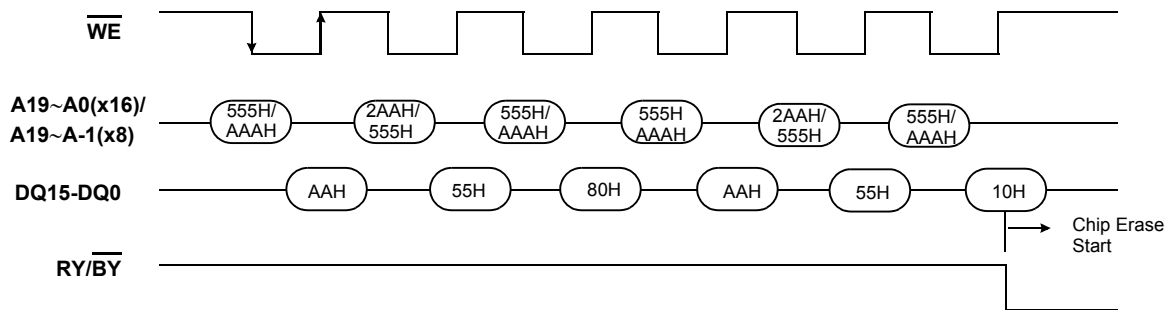 WE
A19~A0(x16)/
A19~A-1(x8)
555H/
AAAH
2AAH/
555H
555H/
AAAH
555H
AAAH
2AAH/
555H
555H/
AAAH
DQ15-DQ0
AAH
55H
80H
AAH
55H
10H
Chip Erase
Start
RY/BY